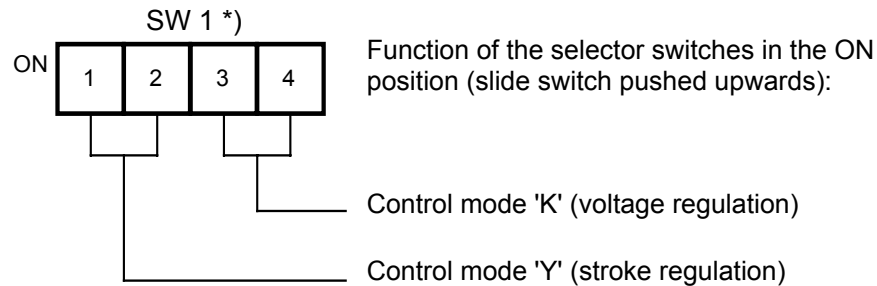 SW 1 *)
ON
1 2 3 4
Function of the selector switches in the ON
position (slide switch pushed upwards):
Control mode 'K' (voltage regulation)
Control mode 'Y' (stroke regulation)